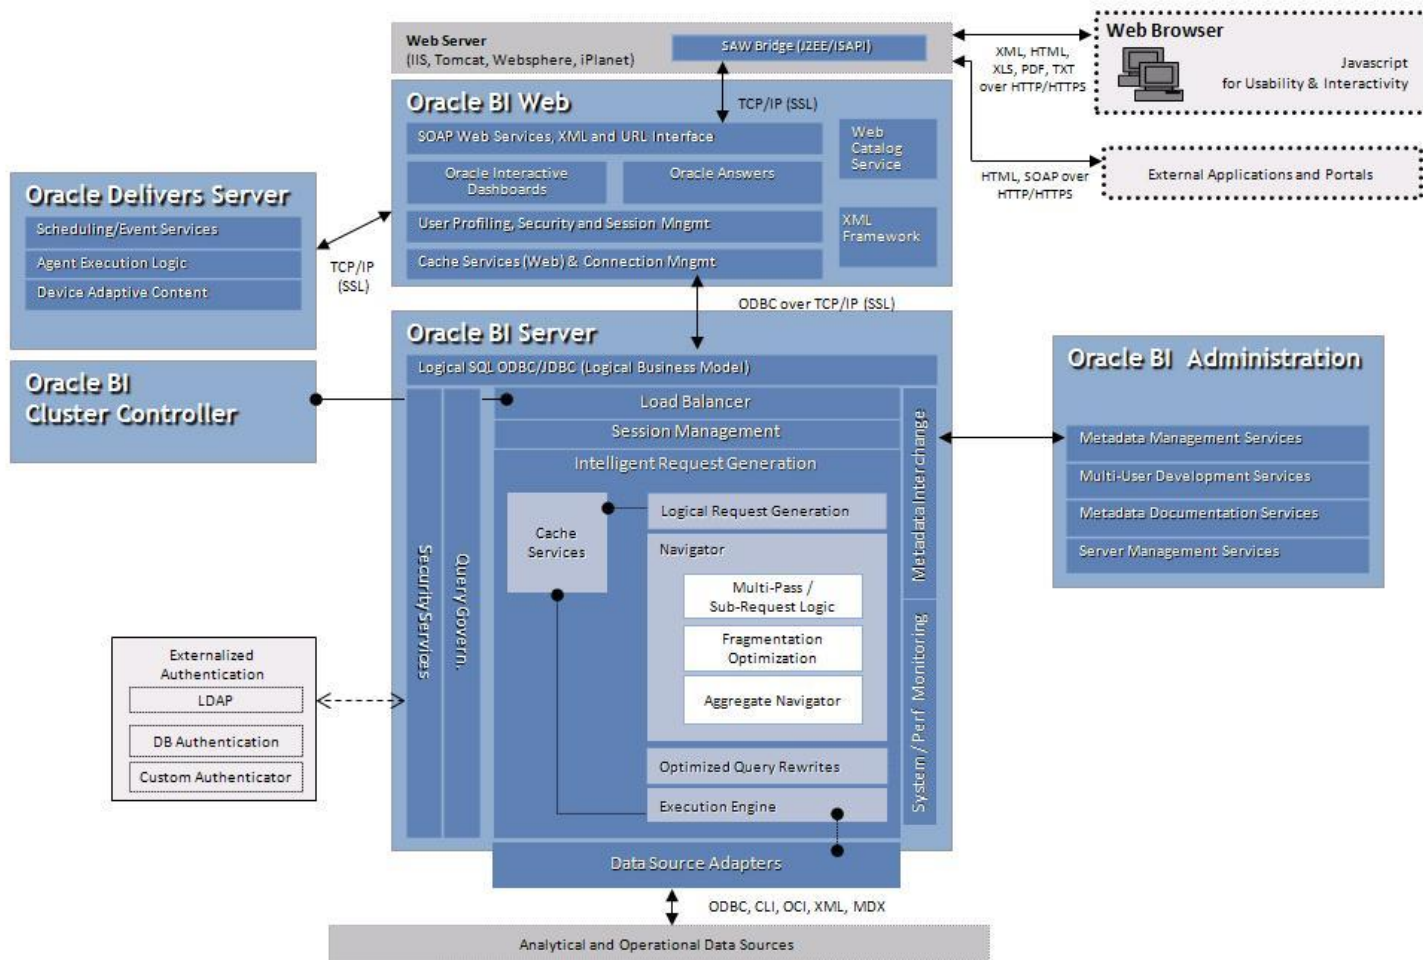 Web Server
(IIS, Tomcat, Websphere, iPlanet)
SAW Bridge (J2EE/ISAPI)
XML, HTML,
XLS, PDF, TXT
over HTTP/HTTPS
Web Browser
Javascript
for Usability & Interactivity
TCP/IP (SSL)
Oracle BI Web
SOAP Web Services, XML and URL Interface
Web
Catalog
Service
Oracle Interactive
Dashboards
Oracle Answers
User Profiling, Security and Session Mngmt
XML
Framework
Cache Services (Web) & Connection Mngmt
HTML, SOAP over
HTTP/HTTPS
External Applications and Portals
Oracle Delivers Server
Scheduling/Event Services
Agent Execution Logic
Device Adaptive Content
TCP/IP
(SSL)
ODBC over TCP/IP (SSL)
Oracle BI Server
Logical SQL ODBC/JDBC (Logical Business Model)
Oracle BI
Cluster Controller
Load Balancer
Session Management
Intelligent Request Generation
Security Services
Query Govern.
Cache
Services
Logical Request Generation
Navigator
Multi-Pass /
Sub-Request Logic
Fragmentation
Optimization
Aggregate Navigator
Optimized Query Rewrites
Execution Engine
Metadata Interchange
System / Perf Monitoring
Oracle BI Administration
Metadata Management Services
Multi-User Development Services
Metadata Documentation Services
Server Management Services
Externalized
Authentication
LDAP
DB Authentication
Custom Authenticator
Data Source Adapters
ODBC, CLI, OCI, XML, MDX
Analytical and Operational Data Sources